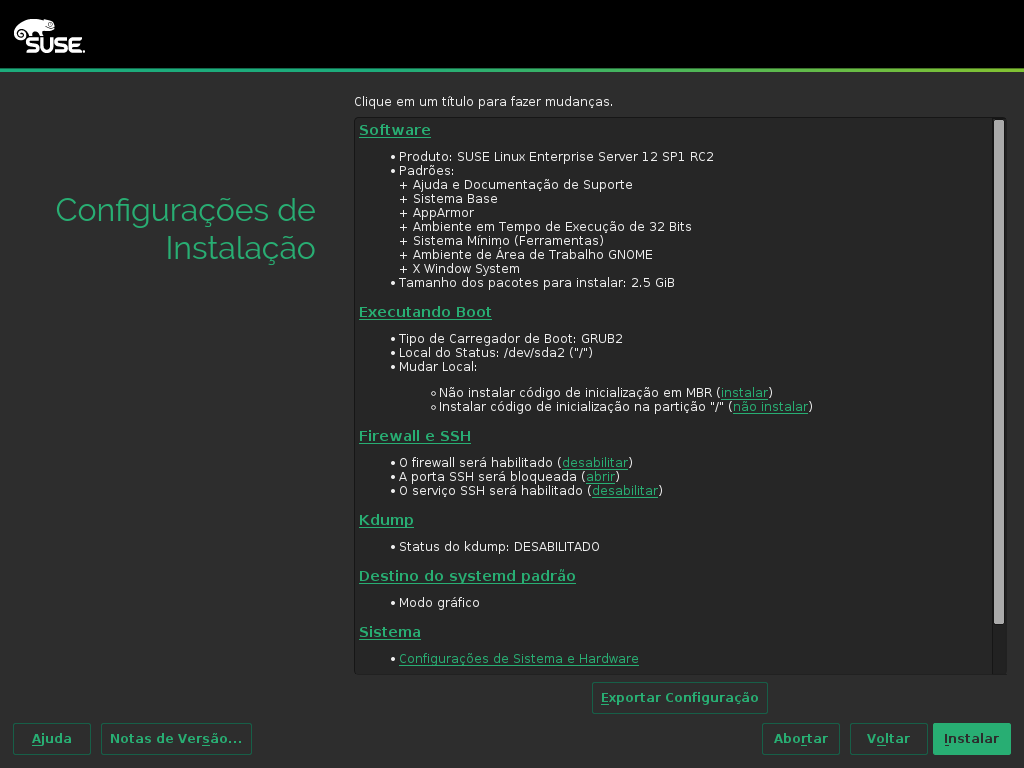 SUSE
Clique em um título para fazer mudanças.
Configurações de
Instalação
Software
• Produto: SUSE Linux Enterprise Server 12 SP1 RC2
• Padrões:
+ Ajuda e Documentação de Suporte
+ Sistema Base
+ AppArmor
+ Ambiente em Tempo de Execução de 32 Bits
+ Sistema Mínimo (Ferramentas)
+ Ambiente de Área de Trabalho GNOME
+ X Window System
• Tamanho dos pacotes para instalar: 2.5 GiB
Executando Boot
• Tipo de Carregador de Boot: GRUB2
• Local do Status: /dev/sda2 ("/")
• Mudar Local:
◦ Não instalar código de inicialização em MBR (instalar)
◦ Instalar código de inicialização na partição "/" (não instalar)
Firewall e SSH
• O firewall será habilitado (desabilitar)
• A porta SSH será bloqueada (abrir)
• O serviço SSH será habilitado (desabilitar)
Kdump
• Status do kdump: DESABILITADO
Destino do systemd padrão
• Modo gráfico
Sistema
• Configurações de Sistema e Hardware
Exportar Configuração
Ajuda
Notas de Versão...
Abortar
Voltar
Instalar